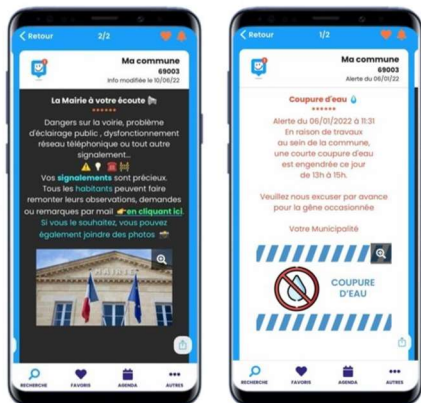 Retour
2/2
Ma commune
69003
Info modifiée le 10/06/22
La Mairie à votre écoute
Dangers sur la voirie, problème
d'éclairage public , dysfonctionnement
réseau téléphonique ou tout autre
signalement...
Vos signalements sont précieux.
Tous les habitants peuvent faire
remonter leurs observations, demandes
ou remarques par mail 👉en cliquant ici.
Si vous le souhaitez, vous pouvez
également joindre des photos
MAIRIE
RECHERCHE
FAVORIS
AGENDA
AUTRES
Retour
1/2
Ma commune
69003
Alerte du 06/01/22
Coupure d'eau
Alerte du 06/01/2022 à 11:31
En raison de travaux
au sein de la commune,
une courte coupure d'eau
est engendrée ce jour
de 13h à 15h.
Veuillez nous excuser par avance
pour la gêne occasionnée
Votre Municipalité
COUPURE
D'EAU
RECHERCHE
FAVORIS
AGENDA
AUTRES